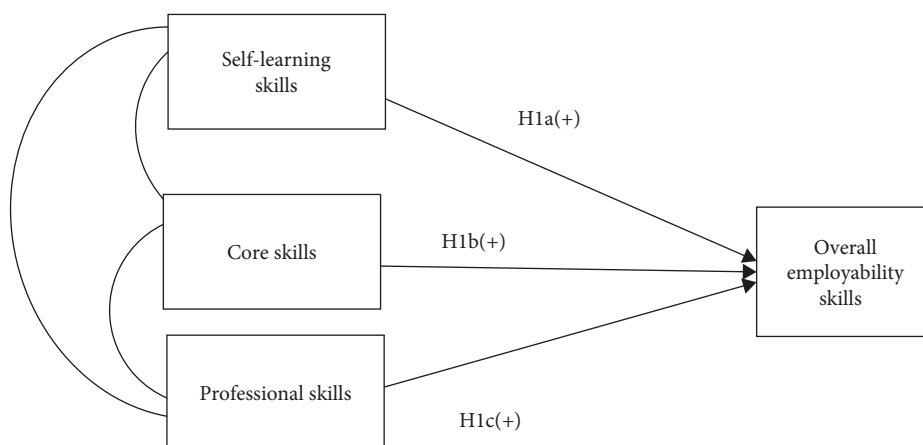 Self-learning
skills
H1a(+)
Core skills
H1b(+)
Overall
employability
skills
Professional skills
H1c(+)